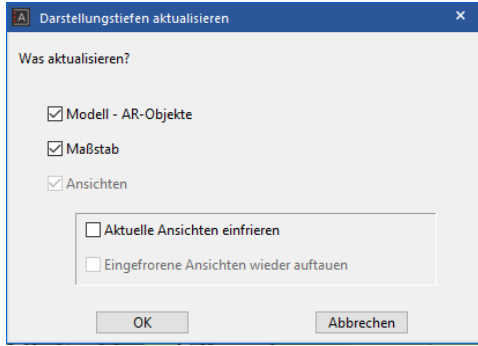 A Darstellungstiefen aktualisieren
Was aktualisieren?
Modell - AR-Objekte
Maßstab
Ansichten
Aktuelle Ansichten einfrieren
Eingefrorene Ansichten wieder auftauen
OK Abbrechen